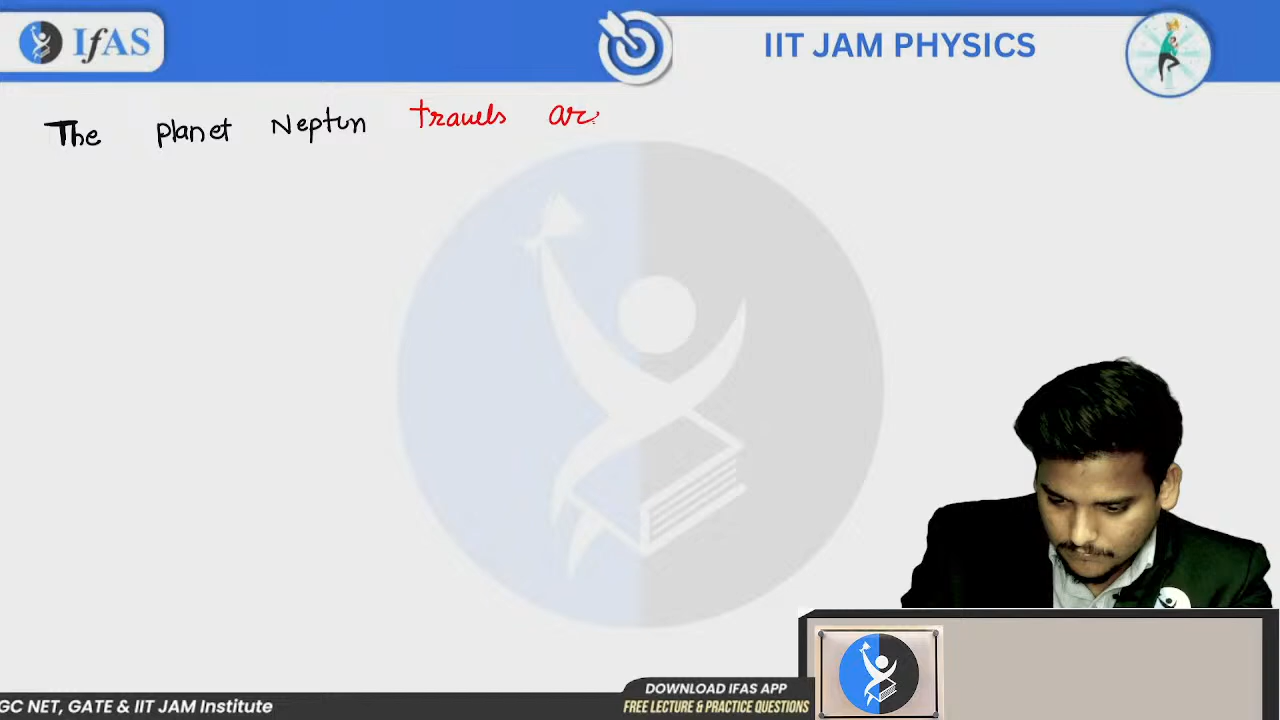 IfAS
IIT JAM PHYSICS
The planet Neptun travels ar
DOWNLOAD IFAS APP
FREE LECTURE & PRACTICE QUESTIONS
GC NET, GATE & IIT JAM Institute